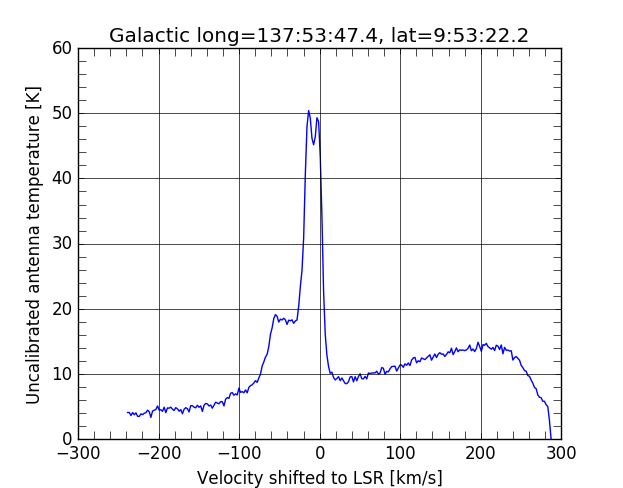 Galactic long=137:53:47.4, lat=9:53:22.2
60
50
40
30
20
10
0
Uncalibrated antenna temperature [K]
−300 −200 −100 0 100 200 300
Velocity shifted to LSR [km/s]